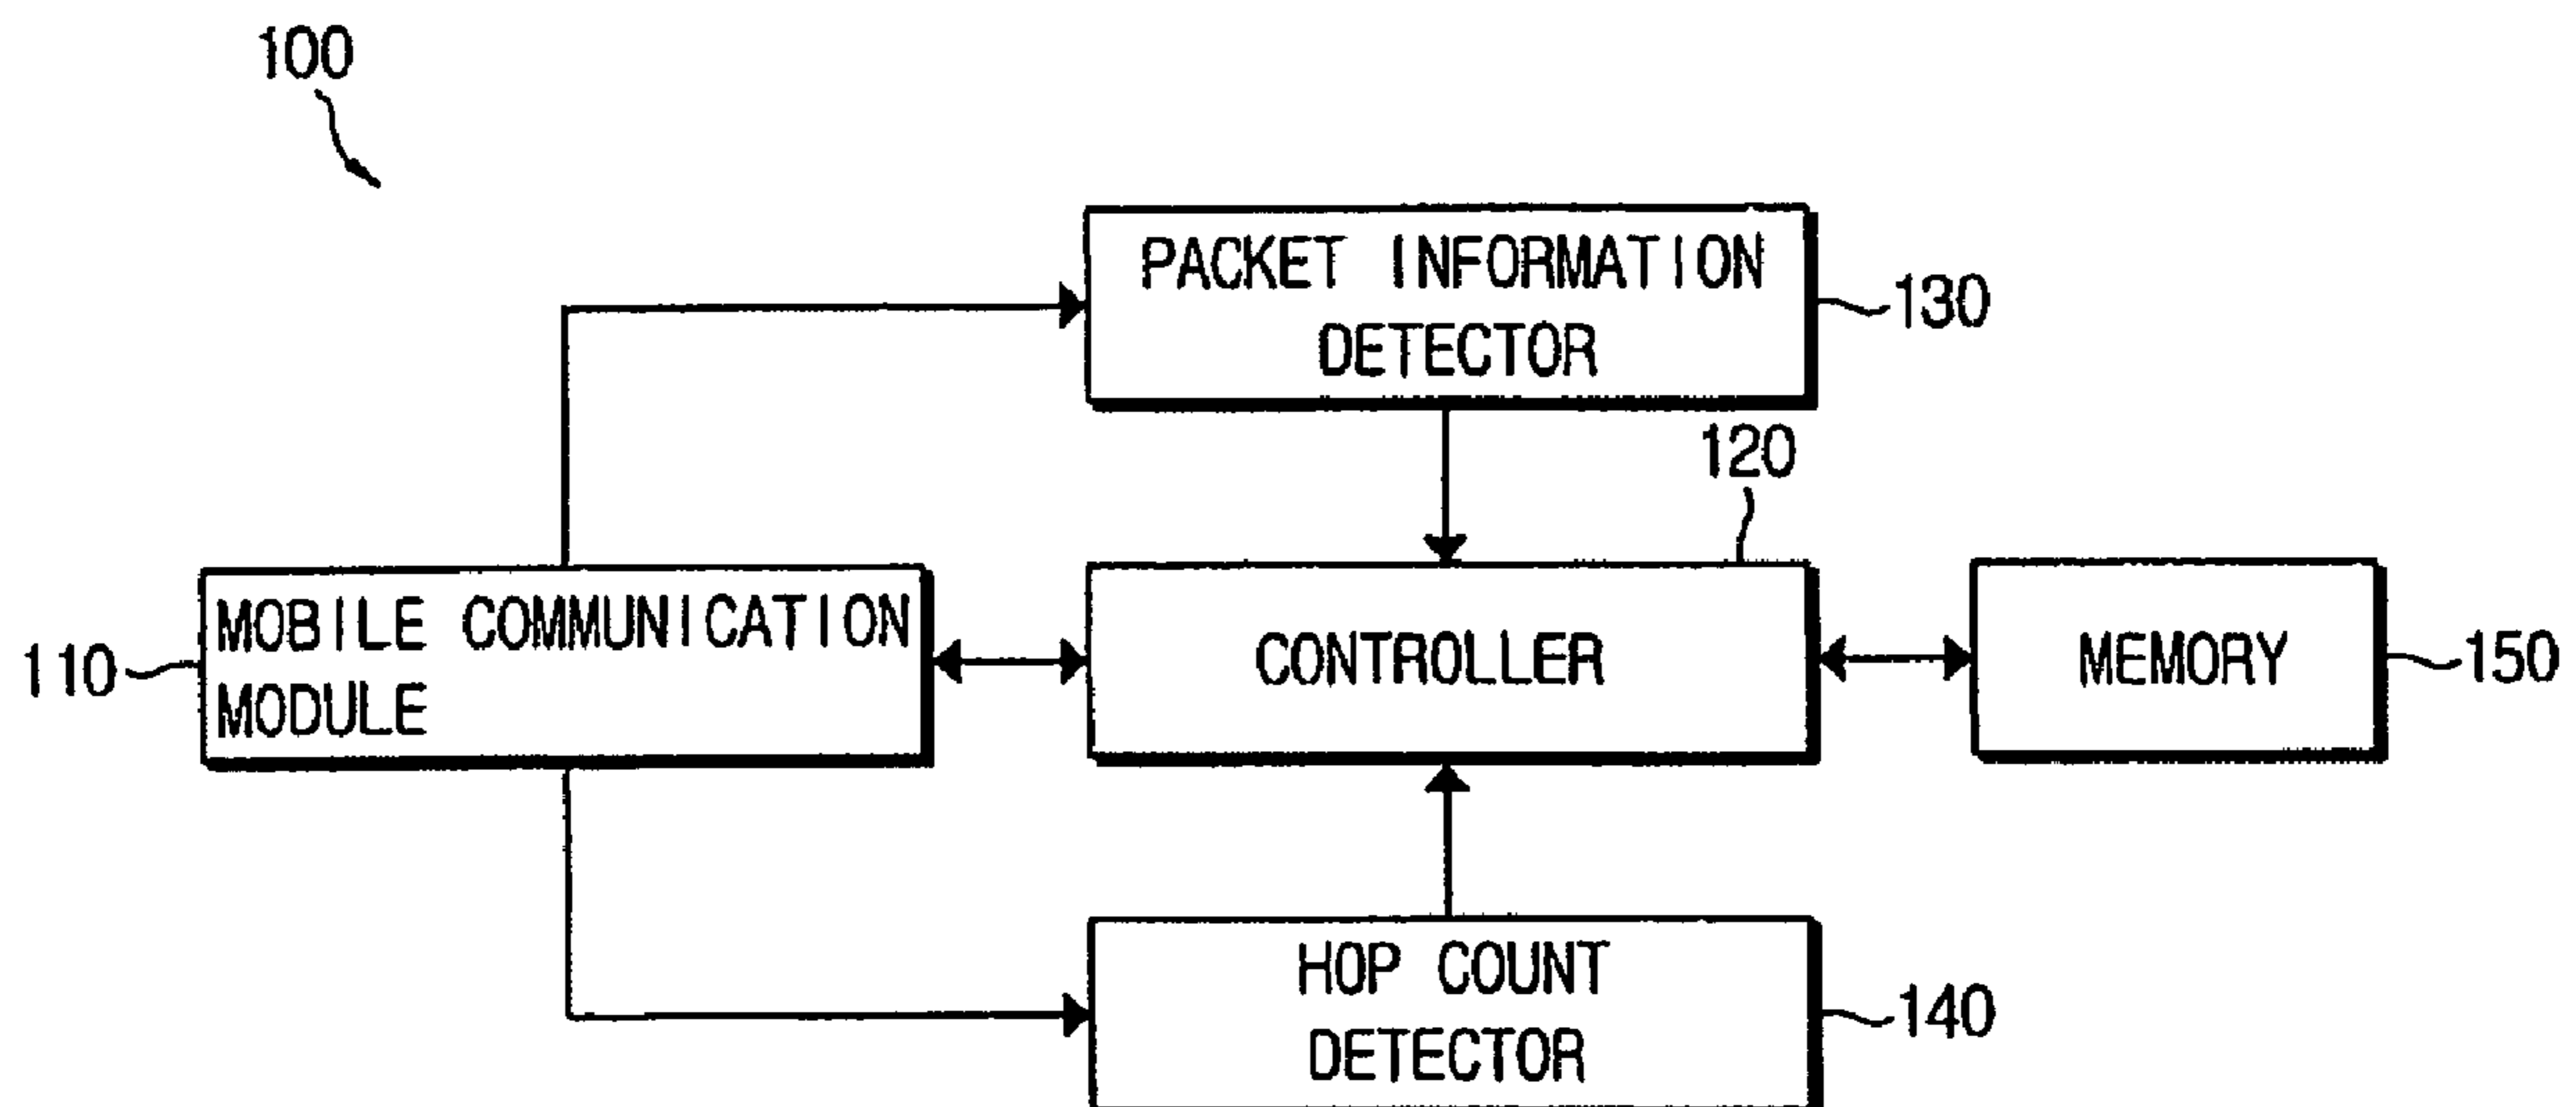 100
PACKET INFORMATION
DETECTOR
130
120
MOBILE COMMUNICATION
MODULE
110
CONTROLLER
MEMORY
150
HOP COUNT
DETECTOR
140